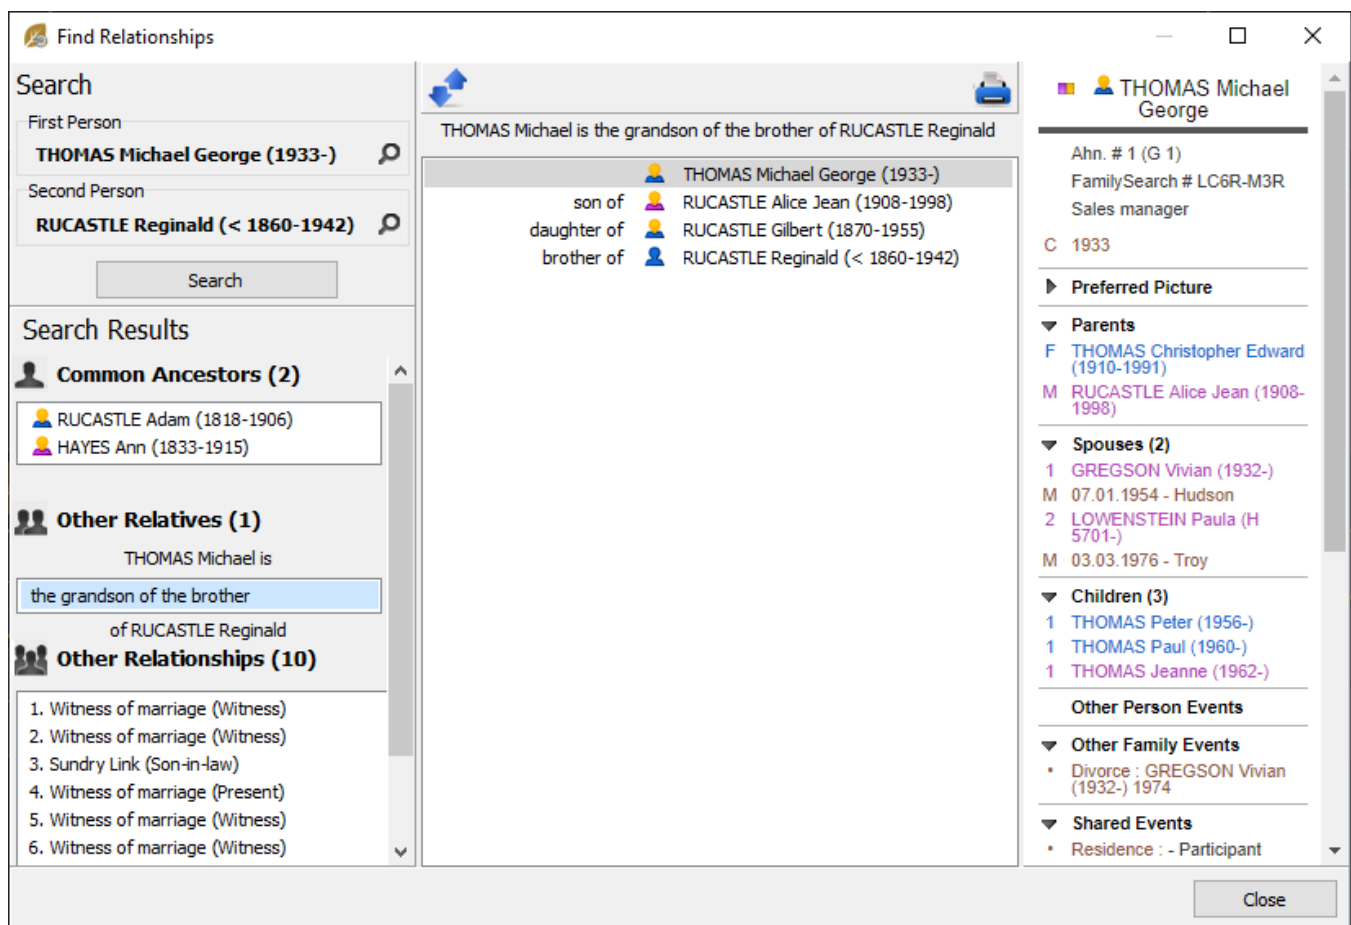 Find Relationships
Search
First Person
THOMAS Michael George (1933-)
Second Person
RUCASTLE Reginald (< 1860-1942)
Search
Search Results
Common Ancestors (2)
RUCASTLE Adam (1818-1906)
HAYES Ann (1833-1915)
Other Relatives (1)
THOMAS Michael is
the grandson of the brother
of RUCASTLE Reginald
Other Relationships (10)
1. Witness of marriage (Witness)
2. Witness of marriage (Witness)
3. Sundry Link (Son-in-law)
4. Witness of marriage (Present)
5. Witness of marriage (Witness)
6. Witness of marriage (Witness)
THOMAS Michael is the grandson of the brother of RUCASTLE Reginald
THOMAS Michael George (1933-)
son of RUCASTLE Alice Jean (1908-1998)
daughter of RUCASTLE Gilbert (1870-1955)
brother of RUCASTLE Reginald (< 1860-1942)
THOMAS Michael
George
Ahn. # 1 (G 1)
FamilySearch # LC6R-M3R
Sales manager
C 1933
Preferred Picture
Parents
F THOMAS Christopher Edward
(1910-1991)
M RUCASTLE Alice Jean (1908-
1998)
Spouses (2)
1 GREGSON Vivian (1932-)
M 07.01.1954 - Hudson
2 LOWENSTEIN Paula (H
5701-)
M 03.03.1976 - Troy
Children (3)
1 THOMAS Peter (1956-)
1 THOMAS Paul (1960-)
1 THOMAS Jeanne (1962-)
Other Person Events
Other Family Events
• Divorce : GREGSON Vivian
(1932-) 1974
Shared Events
• Residence : - Participant
Close